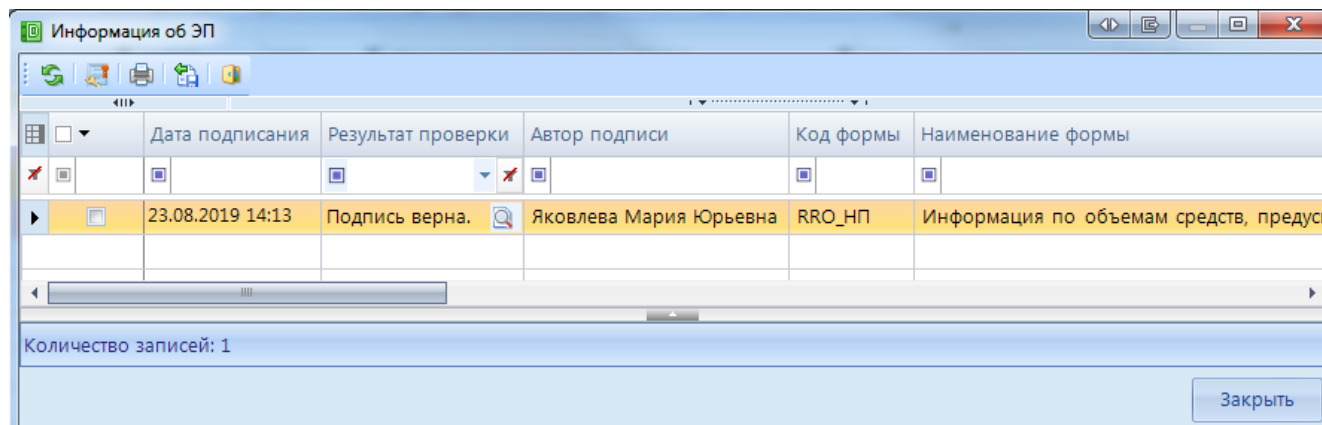 Информация об ЭП
Дата подписания Результат проверки Автор подписи Код формы Наименование формы
23.08.2019 14:13 Подпись верна. Яковлева Мария Юрьевна RRO_НП Информация по объемам средств, предус
Количество записей: 1
Закрыть